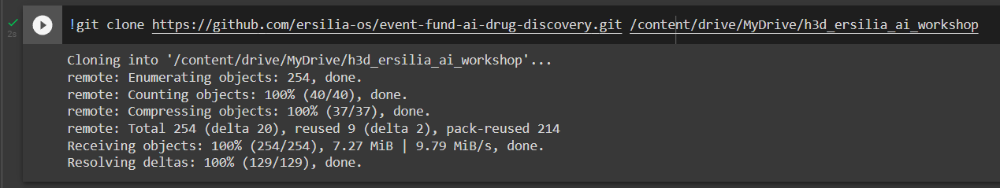 !git clone https://github.com/ersilia-os/event-fund-ai-drug-discovery.git /content/drive/MyDrive/h3d_ersilia_ai_workshop
2s
Cloning into '/content/drive/MyDrive/h3d_ersilia_ai_workshop'...
remote: Enumerating objects: 254, done.
remote: Counting objects: 100% (40/40), done.
remote: Compressing objects: 100% (37/37), done.
remote: Total 254 (delta 20), reused 9 (delta 2), pack-reused 214
Receiving objects: 100% (254/254), 7.27 MiB | 9.79 MiB/s, done.
Resolving deltas: 100% (129/129), done.